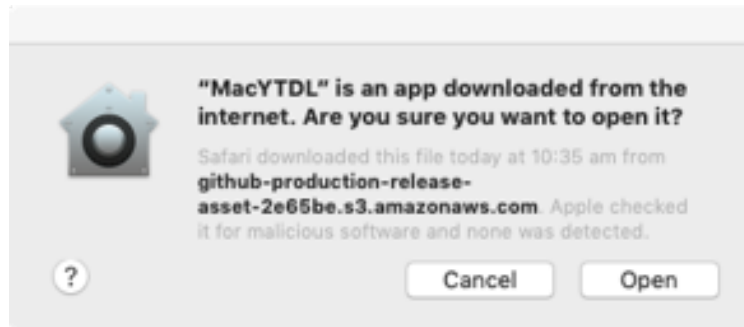 “MacYTDL” is an app downloaded from the
internet. Are you sure you want to open it?
Safari downloaded this file today at 10:35 am from
github-production-release-
asset-2e65be.s3.amazonaws.com. Apple checked
it for malicious software and none was detected.
?
Cancel
Open